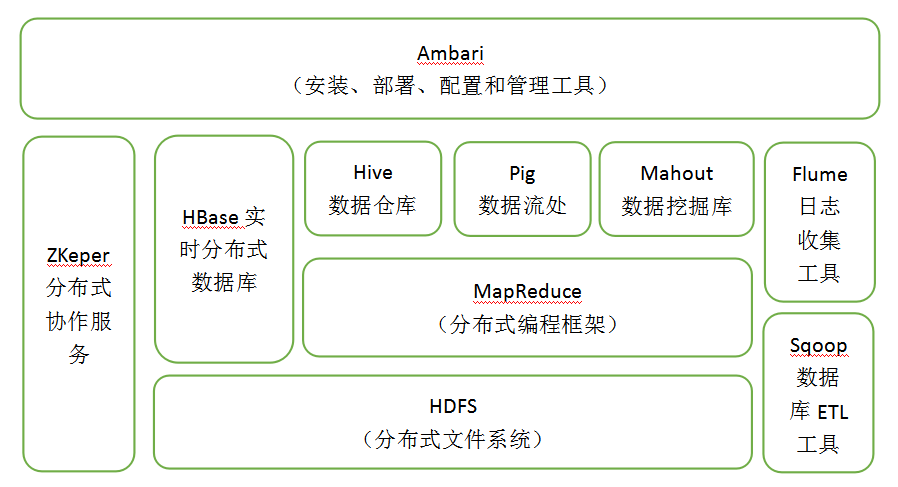 Ambari
（安装、部署、配置和管理工具）
ZKeper
分布式
协作服
务
HBase 实
时分布式
数据库
Hive
数据仓库
Pig
数据流处
Mahout
数据挖掘库
Flume
日志
收集
工具
MapReduce
（分布式编程框架）
Sqoop
数据
库 ETL
工具
HDFS
（分布式文件系统）